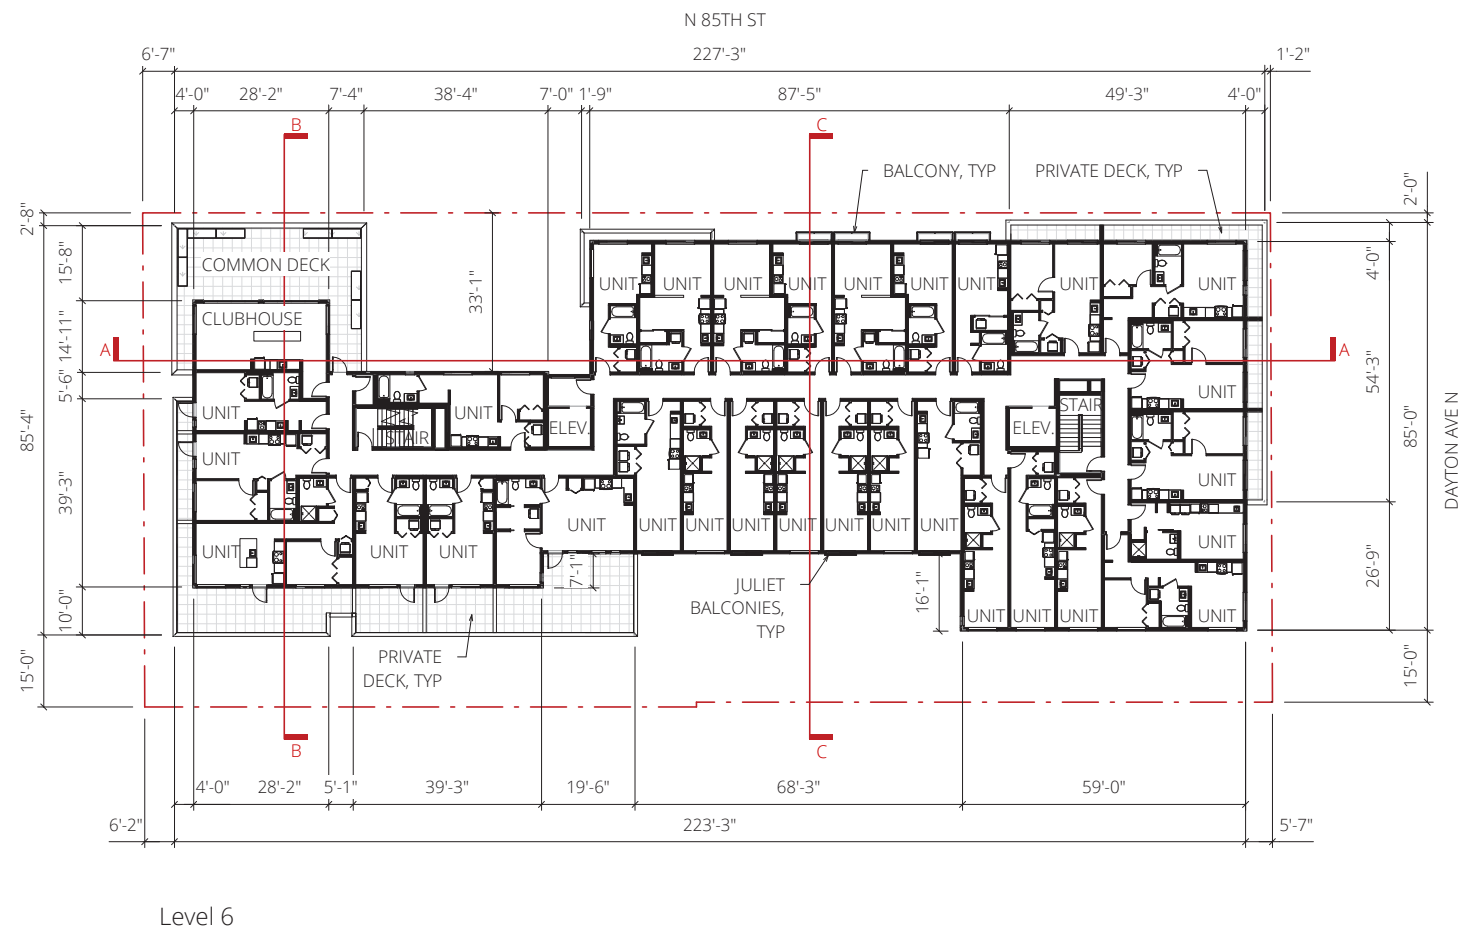 N 85TH ST
6'-7" 227'-3" 1'-2"
4'-0" 28'-2" 7'-4" 38'-4" 7'-0" 1'-9" 87'-5" 49'-3" 4'-0"
B C
BALCONY, TYP PRIVATE DECK, TYP
2'-8" 2'-0"
15'-8" COMMON DECK 33'-1" 4'-0"
UNIT UNIT UNIT UNIT UNIT UNIT UNIT UNIT UNIT
14'-11" CLUBHOUSE
A A
5'-6" 54'-3"
UNIT UNIT STAIR UNIT
85'-4" STAIR ELEV. ELEV. 85'-0" DAYTON AVE N
UNIT
39'-3" UNIT
UNIT UNIT UNIT UNIT UNIT UNIT UNIT UNIT UNIT UNIT UNIT
UNIT
7'-1" 26'-9"
10'-0" JULIET 16'-1"
BALCONIES,
TYP
UNIT UNIT UNIT UNIT
15'-0" PRIVATE 15'-0"
DECK, TYP
B C
4'-0" 28'-2" 5'-1" 39'-3" 19'-6" 68'-3" 59'-0"
6'-2" 223'-3" 5'-7"
Level 6